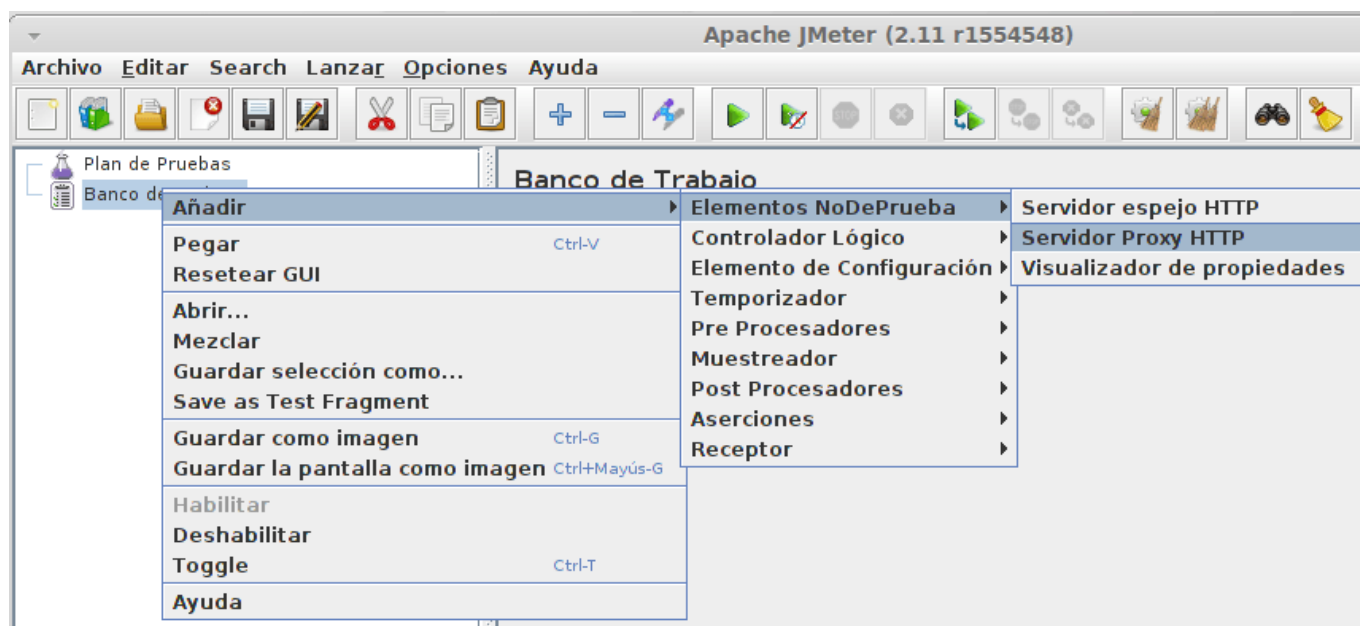 Apache JMeter (2.11 r1554548)
Archivo Editar Search Lanzar Opciones Ayuda
STOP
Plan de Pruebas
Banco de
Banco de Trabajo
Añadir
Pegar Ctrl-V
Resetear GUI
Abrir...
Mezclar
Guardar selección como...
Save as Test Fragment
Guardar como imagen Ctrl-G
Guardar la pantalla como imagen Ctrl+Mayús-G
Habilitar
Deshabilitar
Toggle Ctrl-T
Ayuda
Elementos NoDePrueba
Controlador Lógico
Elemento de Configuración
Temporizador
Pre Procesadores
Muestreador
Post Procesadores
Aserciones
Receptor
Servidor espejo HTTP
Servidor Proxy HTTP
Visualizador de propiedades